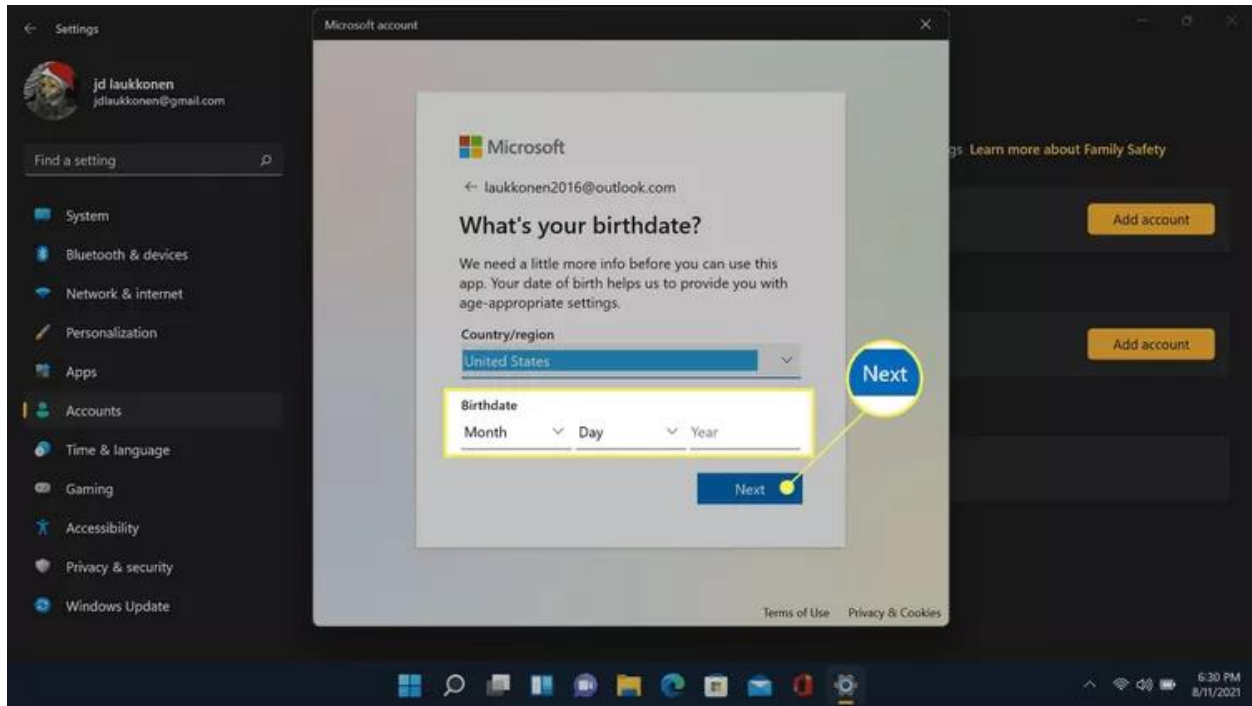 Settings
jd laukkonen
jdlaukkonen@gmail.com
Find a setting
System
Bluetooth & devices
Network & internet
Personalization
Apps
Accounts
Time & language
Gaming
Accessibility
Privacy & security
Windows Update
Microsoft account
Microsoft
laukkonen2016@outlook.com
What's your birthdate?
We need a little more info before you can use this
app. Your date of birth helps us to provide you with
age-appropriate settings.
Country/region
United States
Birthdate
Month Day Year
Next
Next
Terms of Use Privacy & Cookies
gs Learn more about Family Safety
Add account
Add account
6:30 PM
8/11/2021